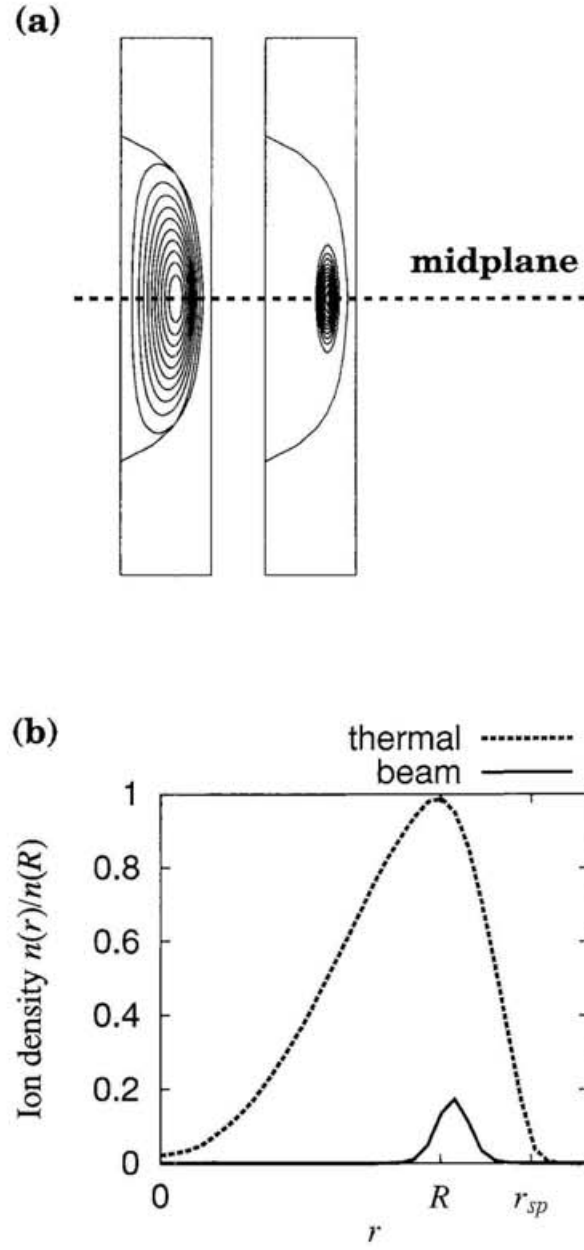 (a)
midplane
(b)
thermal
beam
1
0.8
0.6
0.4
0.2
0
Ion density n(r)/n(R)
0 R r_sp
r